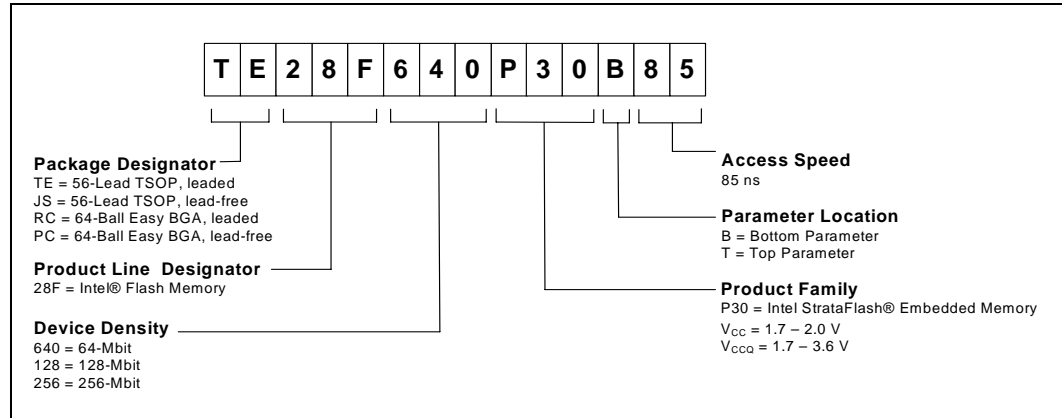 T E 2 8 F 6 4 0 P 3 0 B 8 5
Package Designator
TE = 56-Lead TSOP, leaded
JS = 56-Lead TSOP, lead-free
RC = 64-Ball Easy BGA, leaded
PC = 64-Ball Easy BGA, lead-free
Product Line Designator
28F = Intel® Flash Memory
Device Density
640 = 64-Mbit
128 = 128-Mbit
256 = 256-Mbit
Access Speed
85 ns
Parameter Location
B = Bottom Parameter
T = Top Parameter
Product Family
P30 = Intel StrataFlash® Embedded Memory
VCC = 1.7 – 2.0 V
VCCQ = 1.7 – 3.6 V